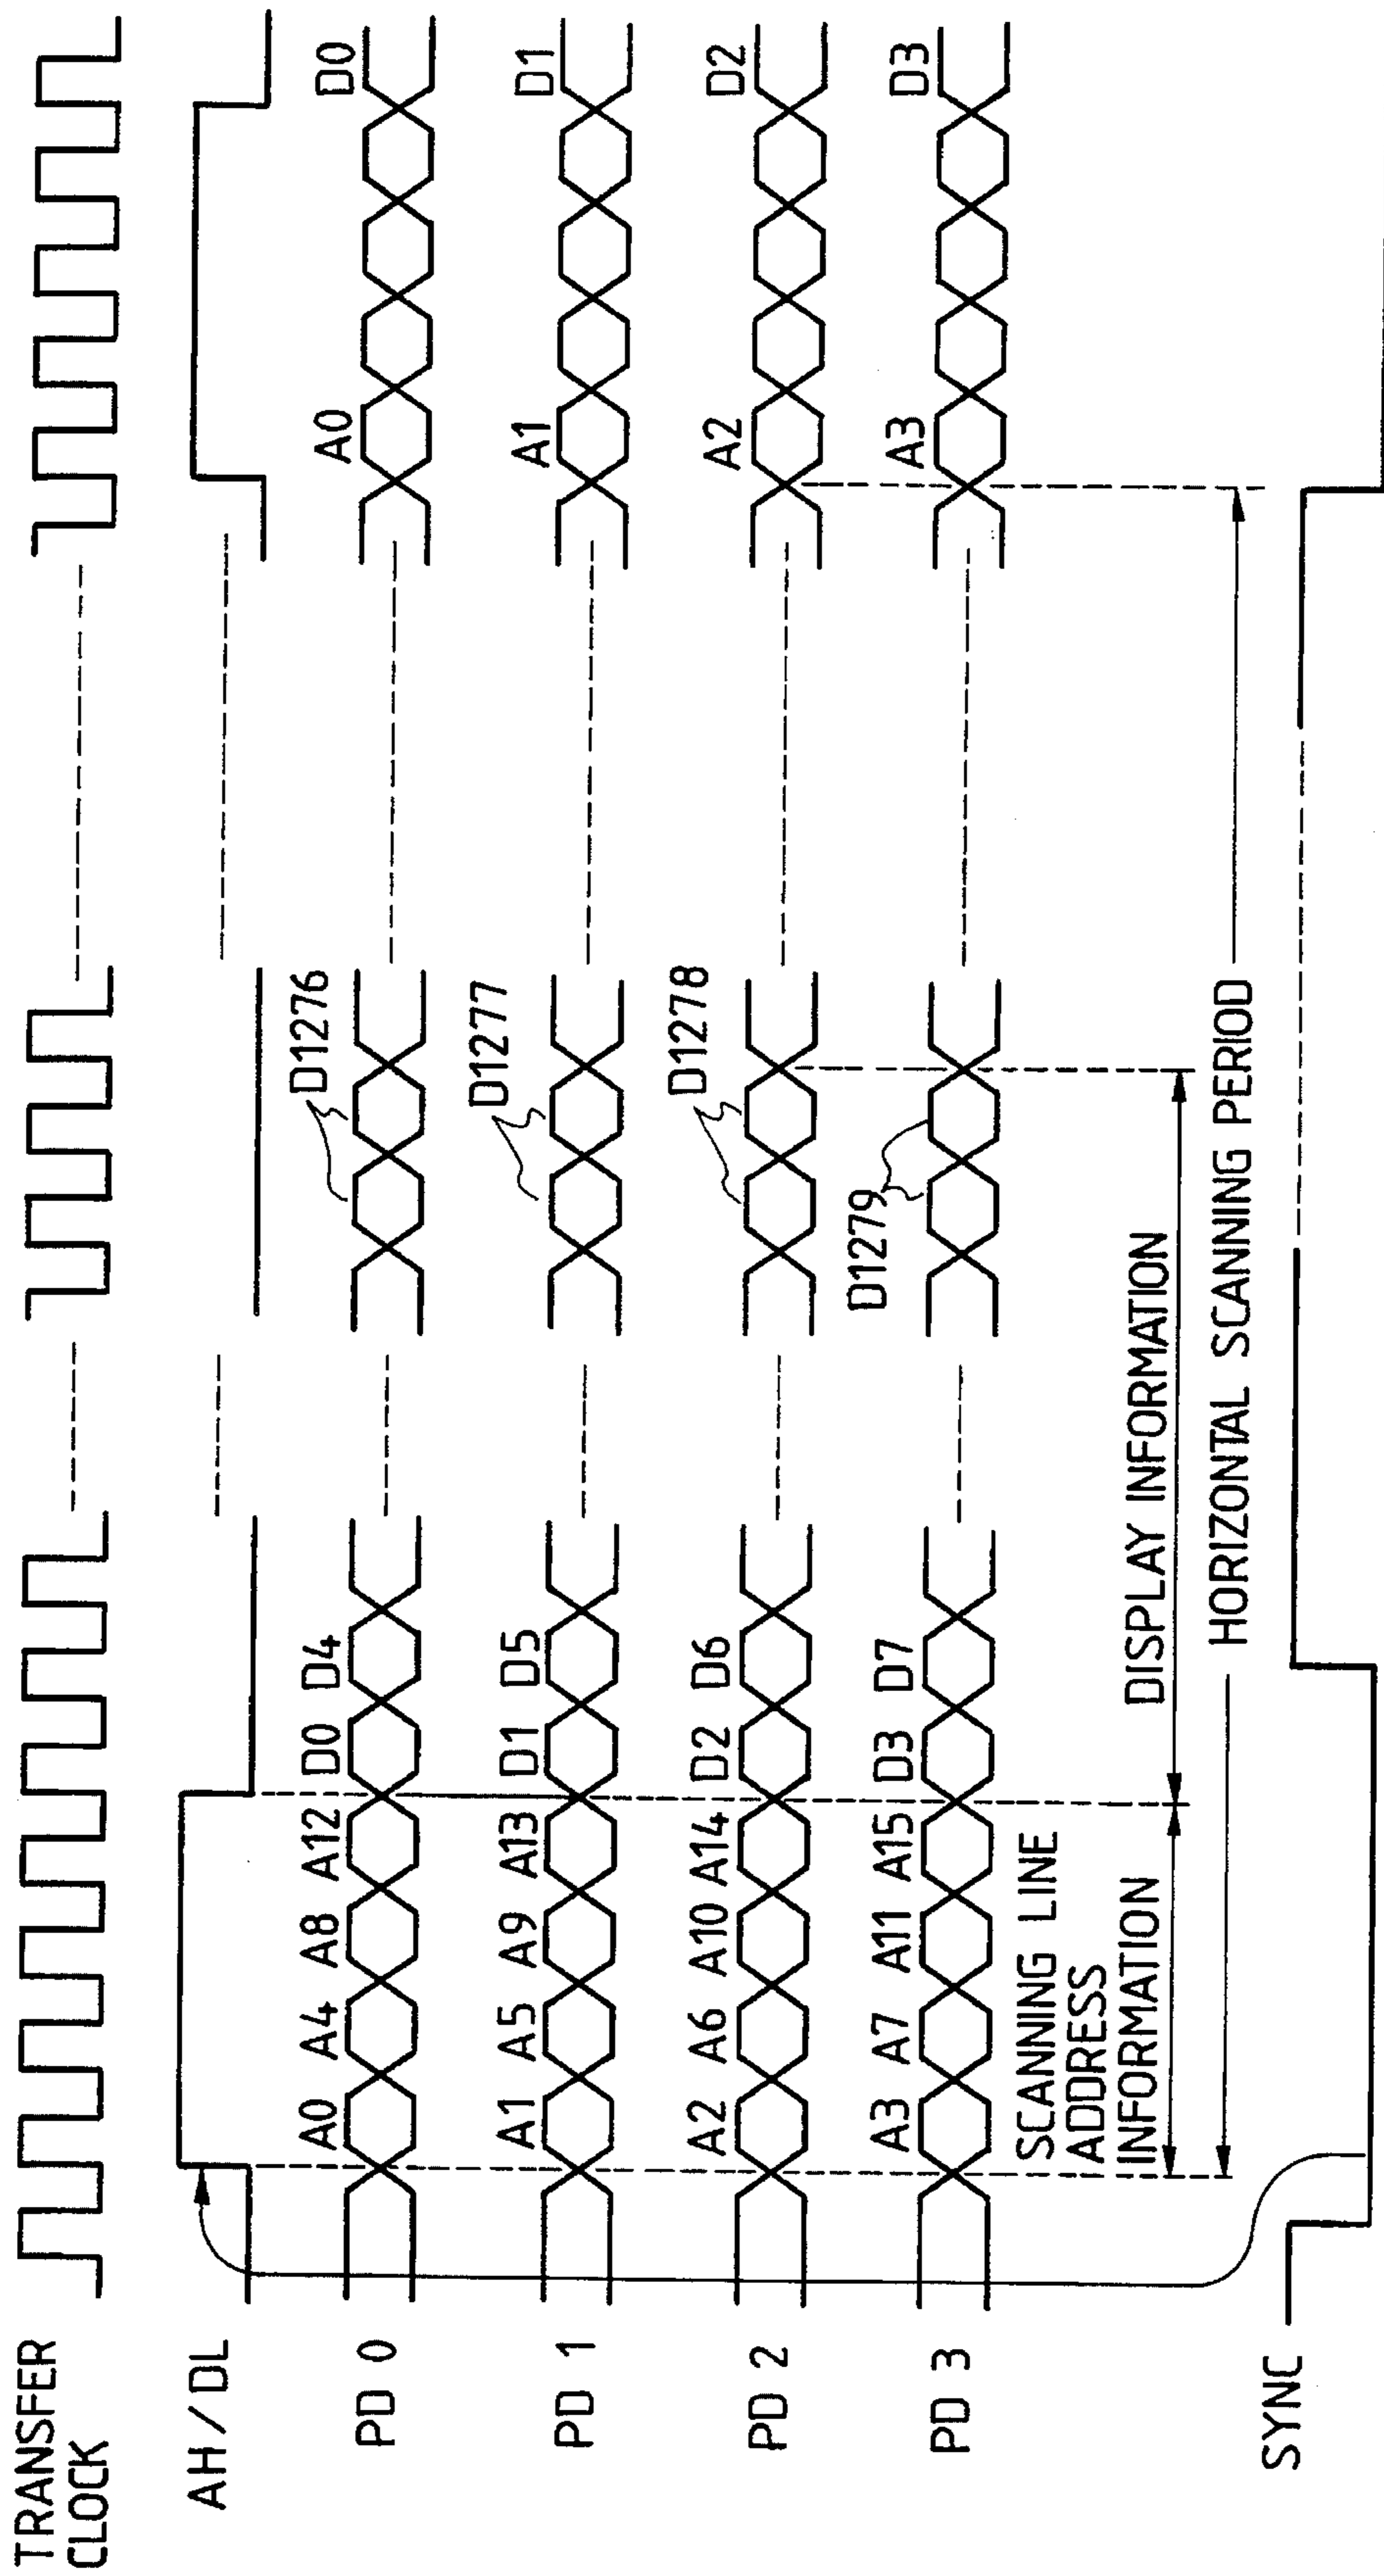 TRANSFER
CLOCK
AH/DL
PD 0
A0 A4 A8 A12 D0 D4
D1276
A0
D0
PD 1
A1 A5 A9 A13 D1 D5
D1277
A1
D1
PD 2
A2 A6 A10 A14 D2 D6
D1278
A2
D2
PD 3
A3 A7 A11 A15 D3 D7
D1279
A3
D3
SCANNING LINE
ADDRESS
INFORMATION
DISPLAY INFORMATION
HORIZONTAL SCANNING PERIOD
SYNC